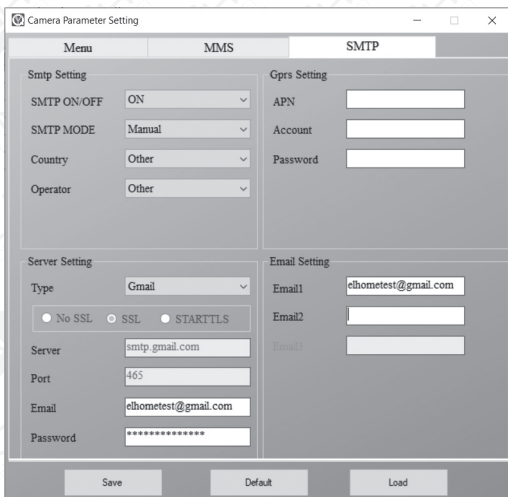 Camera Parameter Setting
Menu
MMS
SMTP
Smtp Setting
SMTP ON/OFF
ON
SMTP MODE
Manual
Country
Other
Operator
Other
Gprs Setting
APN
Account
Password
Server Setting
Type
Gmail
No SSL
SSL
STARTTLS
Server
smtp.gmail.com
Port
465
Email
elhometest@gmail.com
Password
**************
Email Setting
Email1
elhometest@gmail.com
Email2
Email3
Save
Default
Load